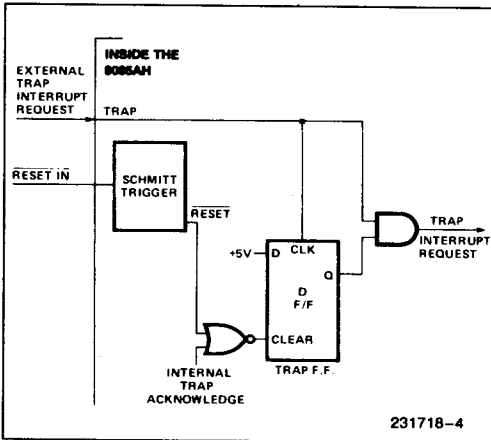 INSIDE THE
8085AH
EXTERNAL
TRAP
INTERRUPT
REQUEST
TRAP
RESET IN
SCHMITT
TRIGGER
RESET
+5V
D
CLK
Q
D
F/F
CLEAR
TRAP F.F.
TRAP
INTERRUPT
REQUEST
INTERNAL
TRAP
ACKNOWLEDGE
231718–4